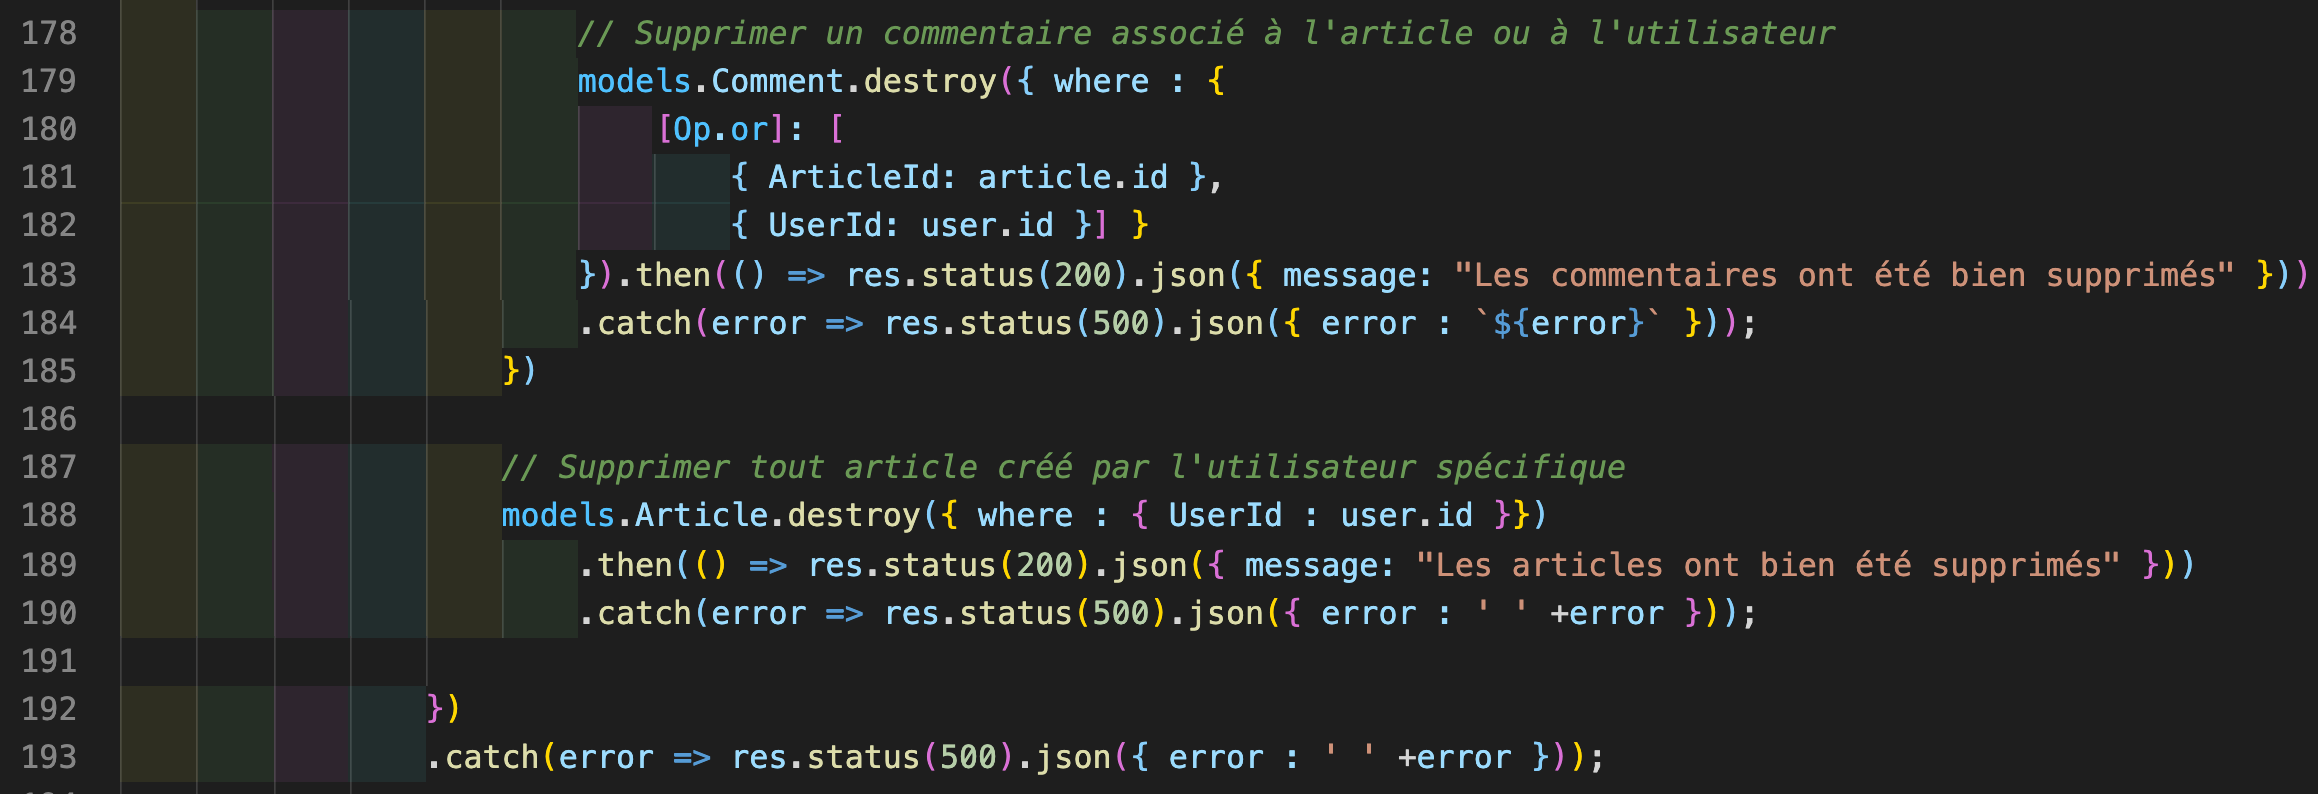 178 // Supprimer un commentaire associé à l'article ou à l'utilisateur
179 models.Comment.destroy({ where : {
180 [Op.or]: [
181 { ArticleId: article.id },
182 { UserId: user.id }] }
183 }).then(() => res.status(200).json({ message: "Les commentaires ont été bien supprimés" }))
184 .catch(error => res.status(500).json({ error : `${error}` }));
185 })
186
187 // Supprimer tout article créé par l'utilisateur spécifique
188 models.Article.destroy({ where : { UserId : user.id }})
189 .then(() => res.status(200).json({ message: "Les articles ont bien été supprimés" }))
190 .catch(error => res.status(500).json({ error : ' ' +error }));
191
192 })
193 .catch(error => res.status(500).json({ error : ' ' +error }));